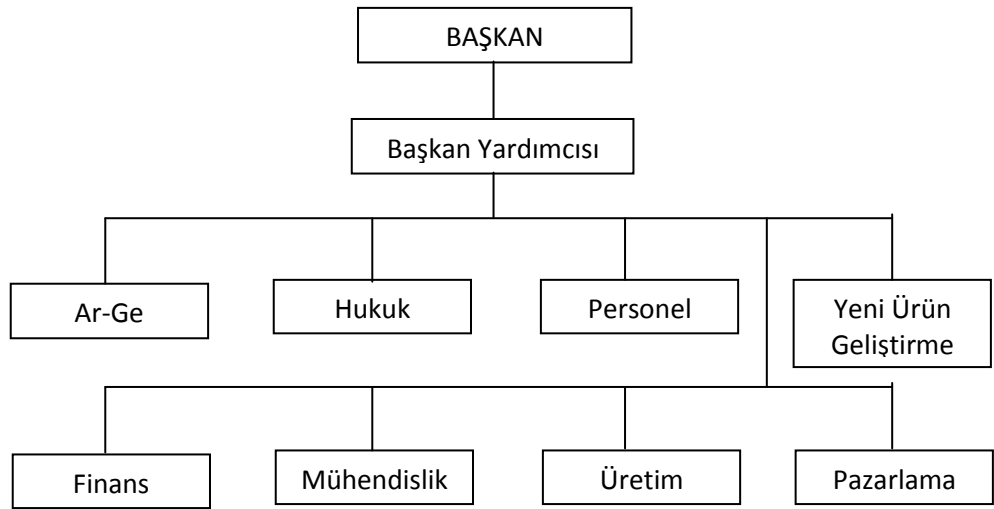 BAŞKAN
Başkan Yardımcısı
Ar-Ge
Hukuk
Personel
Yeni Ürün
Geliştirme
Finans
Mühendislik
Üretim
Pazarlama